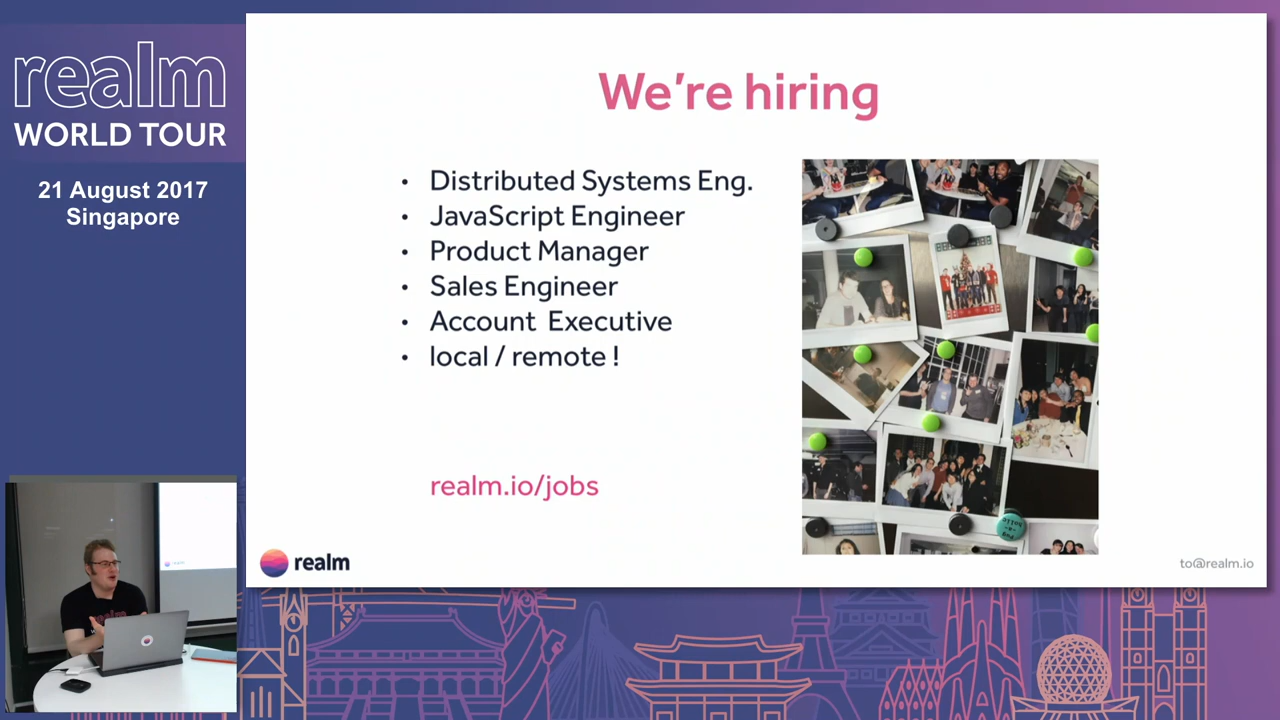 realm
WORLD TOUR
21 August 2017
Singapore
We're hiring
• Distributed Systems Eng.
• JavaScript Engineer
• Product Manager
• Sales Engineer
• Account Executive
• local / remote !
realm.io/jobs
realm
to@realm.io
realm